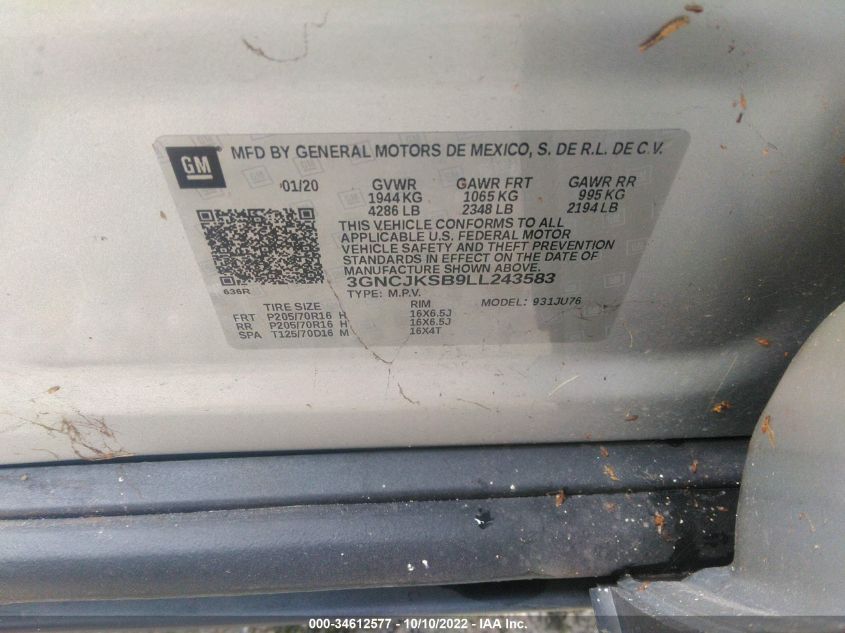 GM MFD BY GENERAL MOTORS DE MEXICO, S. DE R.L. DE C.V.
01/20 GVWR GAWR FRT GAWR RR
1944 KG 1065 KG 995 KG
4286 LB 2348 LB 2194 LB
THIS VEHICLE CONFORMS TO ALL
APPLICABLE U.S. FEDERAL MOTOR
VEHICLE SAFETY AND THEFT PREVENTION
STANDARDS IN EFFECT ON THE DATE OF
MANUFACTURE SHOWN ABOVE.
3GNCJKSB9LL243583
636R
TYPE: M.P.V. MODEL: 931JU76
TIRE SIZE RIM
FRT P205/70R16 H 16X6.5J
RR P205/70R16 H 16X6.5J
SPA T125/70D16 M 16X4T
000-34612577 - 10/10/2022 - © IAA Inc.